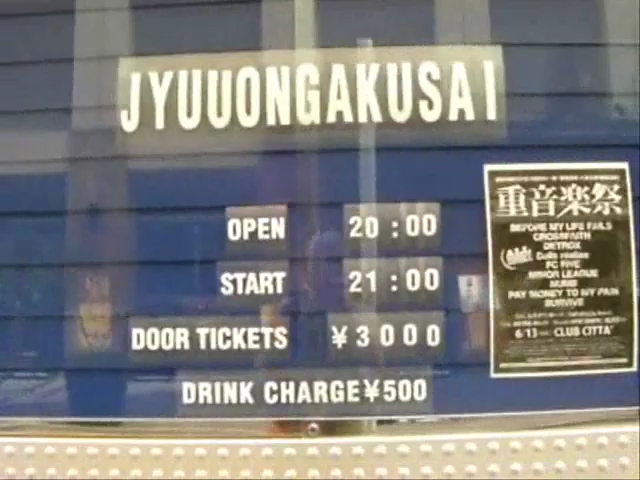 JYUUONGAKUSAI
OPEN 20:00
START 21:00
DOOR TICKETS ¥3000
DRINK CHARGE¥500
重音楽祭
BEFORE MY LIFE FAILS
CROSSFAITH
DETROX
FC FIVE
MINOR LEAGUE
NUMB
PAY MONEY TO MY PAIN
SURVIVE
6/13 CLUB CITTA'